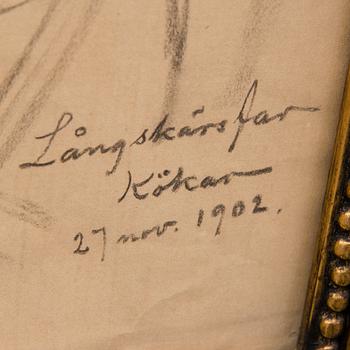 Långskärsfar
Kökar
27 nov. 1902.